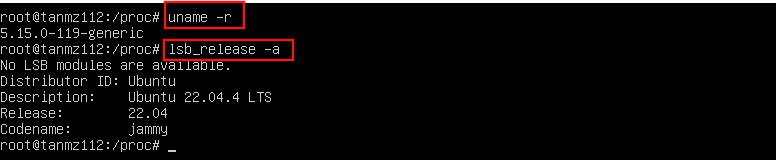 root@tanmz112:/proc# uname -r
5.15.0-119-generic
root@tanmz112:/proc# lsb_release -a
No LSB modules are available.
Distributor ID: Ubuntu
Description:    Ubuntu 22.04.4 LTS
Release:        22.04
Codename:       jammy
root@tanmz112:/proc# _